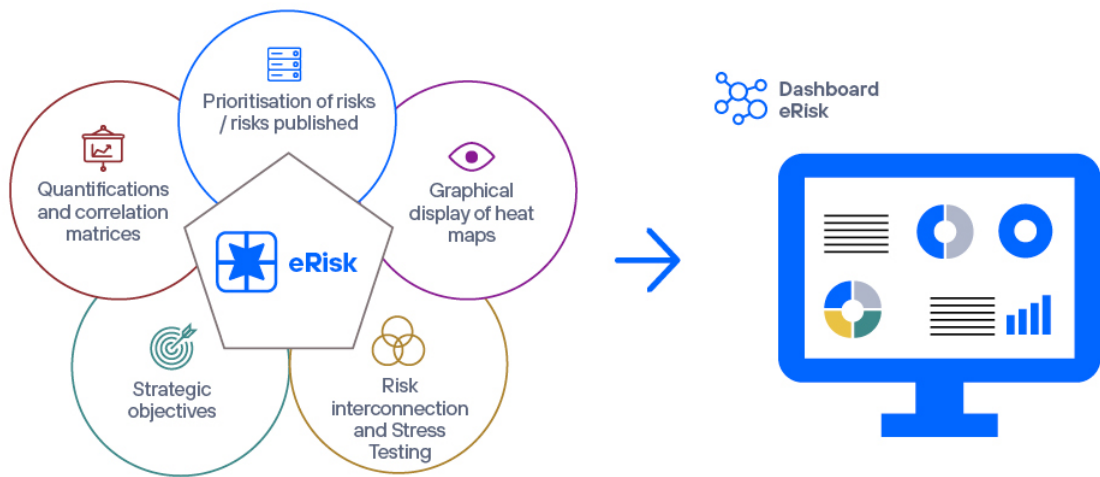 Prioritisation of risks
/ risks published
Quantifications
and correlation
matrices
Graphical
display of heat
maps
eRisk
Strategic
objectives
Risk
interconnection
and Stress
Testing
Dashboard
eRisk